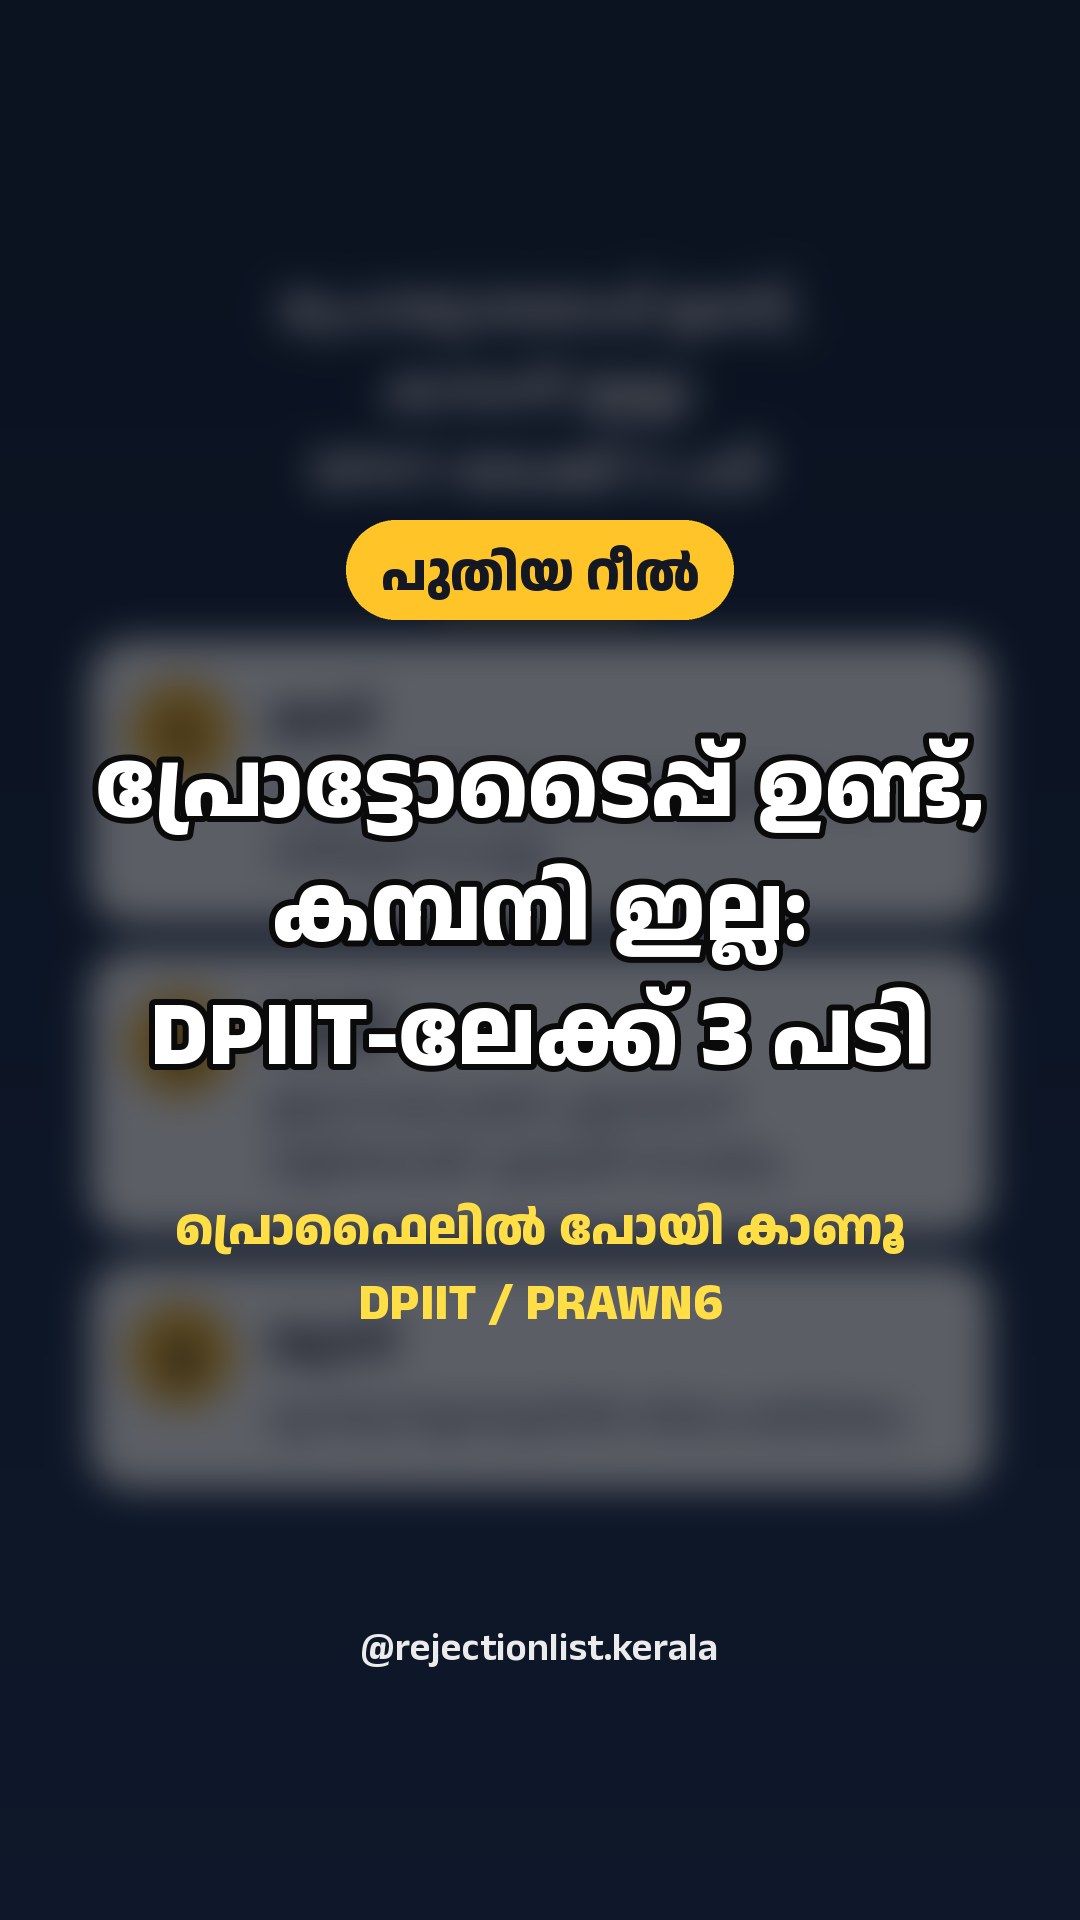 പുതിയ റീൽ
പ്രോട്ടോടൈപ്പ് ഉണ്ട്,
കമ്പനി ഇല്ല:
DPIIT-ലേക്ക് 3 പടി
പ്രൊഫൈലിൽ പോയി കാണൂ
DPIIT / PRAWN6
@rejectionlist.kerala